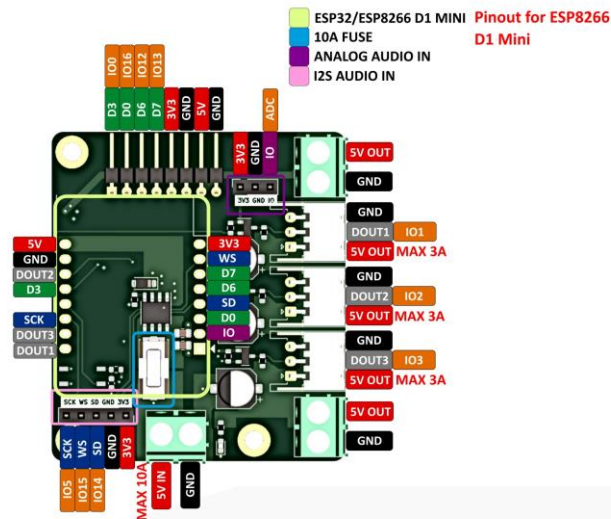 ESP32/ESP8266 D1 MINI
10A FUSE
ANALOG AUDIO IN
I2S AUDIO IN
Pinout for ESP8266
D1 Mini
IO0 IO16 IO12 IO13
D3 D0 D6 D7 3V3 GND 5V GND
ADC
3V3 GND IO
3V3 GND IO
5V OUT
GND
GND
DOUT1 IO1
5V OUT MAX 3A
GND
DOUT2 IO2
5V OUT MAX 3A
GND
DOUT3 IO3
5V OUT MAX 3A
5V OUT
GND
5V
GND
DOUT2
D3
SCK
DOUT3
DOUT1
3V3
WS
D7
D6
SD
D0
IO
SCK WS SD GND 3V3
SCK WS SD GND 3V3
IO5 IO15 IO14
MAX 10A
5V IN
GND